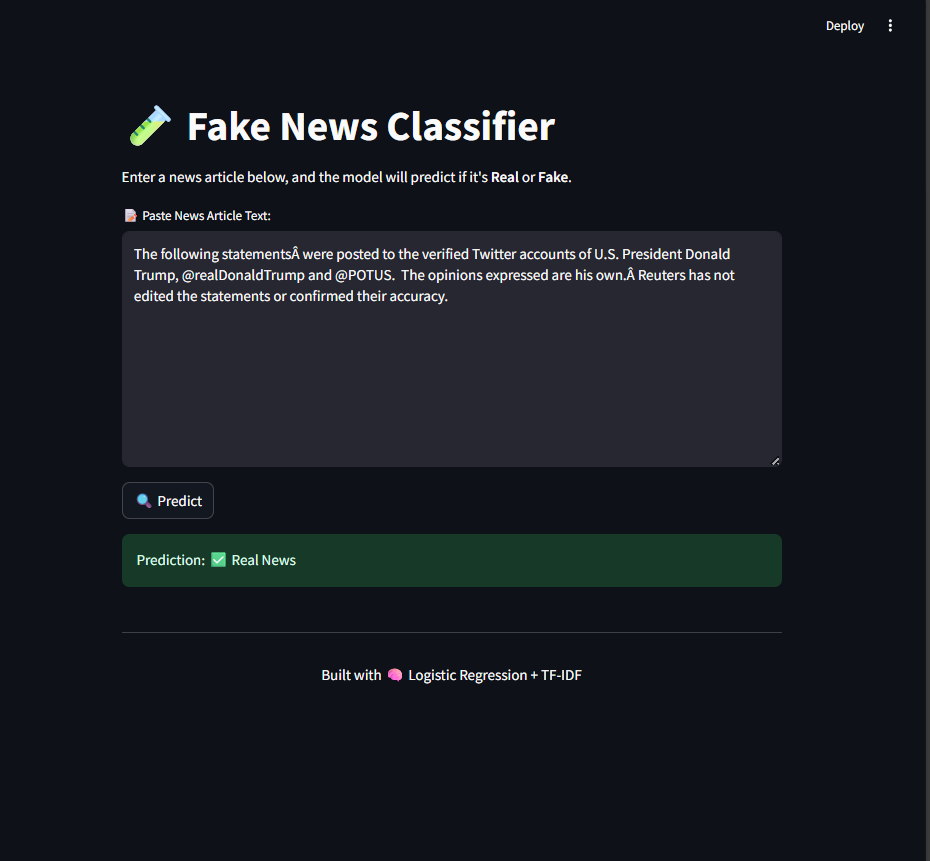 Deploy
Fake News Classifier
Enter a news article below, and the model will predict if it's Real or Fake.
Paste News Article Text:
The following statementsÂ were posted to the verified Twitter accounts of U.S. President Donald
Trump, @realDonaldTrump and @POTUS.  The opinions expressed are his own.Â Reuters has not
edited the statements or confirmed their accuracy.
Predict
Prediction: ✅ Real News
Built with 🧠 Logistic Regression + TF-IDF